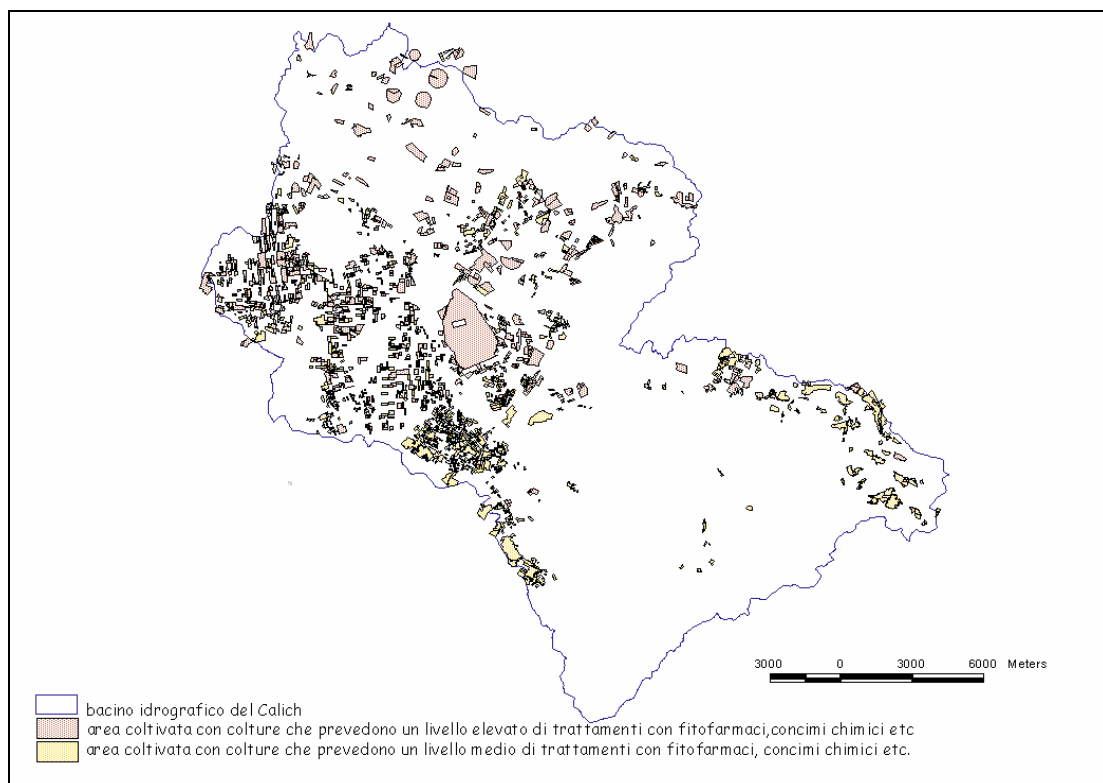 N
3000 0 3000 6000 Meters
bacino idrografico del Calich
area coltivata con colture che prevedono un livello elevato di trattamenti con fitofarmaci,concimi chimici etc
area coltivata con colture che prevedono un livello medio di trattamenti con fitofarmaci, concimi chimici etc.